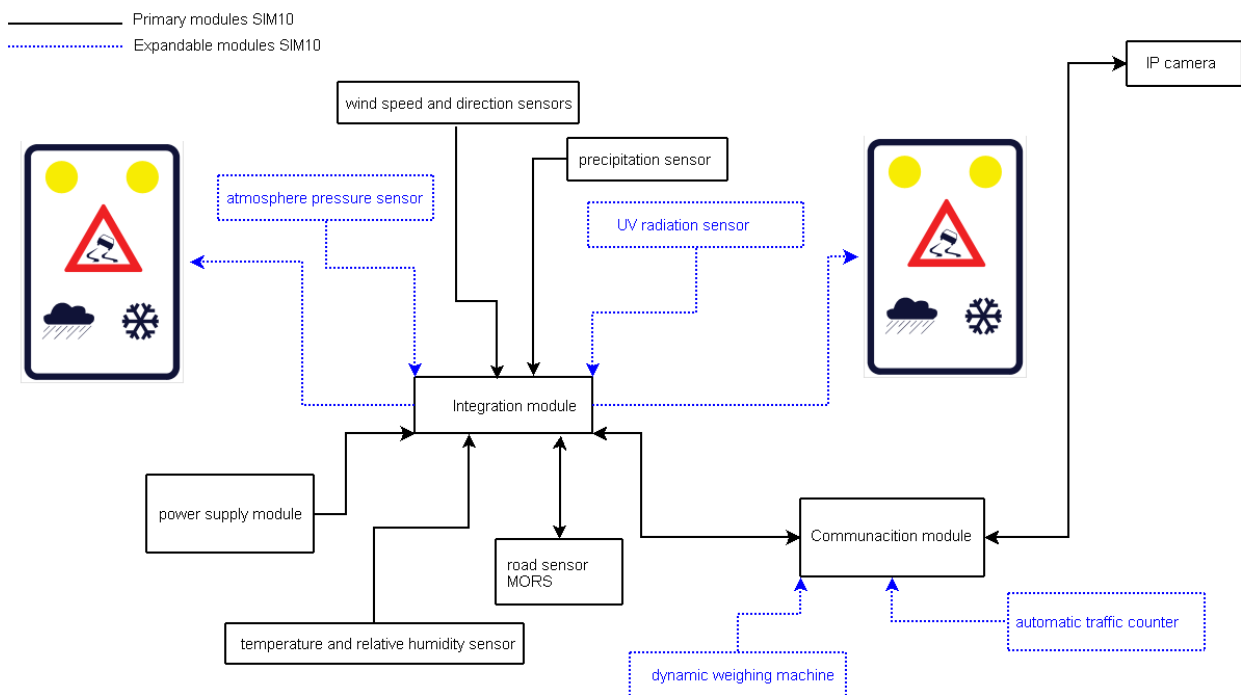 Primary modules SIM10
Expandable modules SIM10
IP camera
wind speed and direction sensors
precipitation sensor
atmosphere pressure sensor
UV radiation sensor
Integration module
power supply module
Communacition module
road sensor
MORS
automatic traffic counter
temperature and relative humidity sensor
dynamic weighing machine